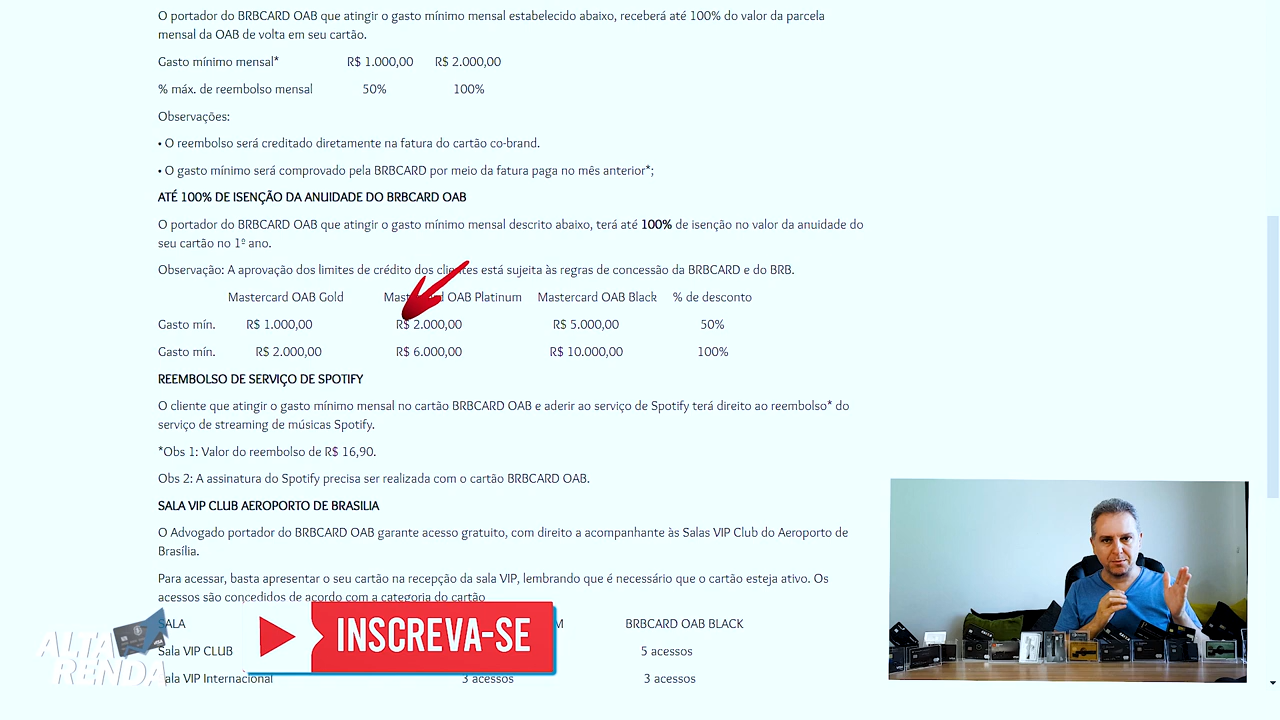 O portador do BRBCARD OAB que atingir o gasto mínimo mensal estabelecido abaixo, receberá até 100% do valor da parcela
mensal da OAB de volta em seu cartão.
Gasto mínimo mensal* R$ 1.000,00 R$ 2.000,00
% máx. de reembolso mensal 50% 100%
Observações:
• O reembolso será creditado diretamente na fatura do cartão co-brand.
• O gasto mínimo será comprovado pela BRBCARD por meio da fatura paga no mês anterior*;
ATÉ 100% DE ISENÇÃO DA ANUIDADE DO BRBCARD OAB
O portador do BRBCARD OAB que atingir o gasto mínimo mensal descrito abaixo, terá até 100% de isenção no valor da anuidade do
seu cartão no 1º ano.
Observação: A aprovação dos limites de crédito dos clientes está sujeita às regras de concessão da BRBCARD e do BRB.
Mastercard OAB Gold Mastercard OAB Platinum Mastercard OAB Black % de desconto
Gasto mín. R$ 1.000,00 R$ 2.000,00 R$ 5.000,00 50%
Gasto mín. R$ 2.000,00 R$ 6.000,00 R$ 10.000,00 100%
REEMBOLSO DE SERVIÇO DE SPOTIFY
O cliente que atingir o gasto mínimo mensal no cartão BRBCARD OAB e aderir ao serviço de Spotify terá direito ao reembolso* do
serviço de streaming de músicas Spotify.
*Obs 1: Valor do reembolso de R$ 16,90.
Obs 2: A assinatura do Spotify precisa ser realizada com o cartão BRBCARD OAB.
SALA VIP CLUB AEROPORTO DE BRASILIA
O Advogado portador do BRBCARD OAB garante acesso gratuito, com direito a acompanhante às Salas VIP Club do Aeroporto de
Brasília.
Para acessar, basta apresentar o seu cartão na recepção da sala VIP, lembrando que é necessário que o cartão esteja ativo. Os
acessos são concedidos de acordo com a categoria do cartão
SALA M BRBCARD OAB BLACK
Sala VIP CLUB 5 acessos
Sala VIP Internacional 3 acessos 3 acessos
INSCREVA-SE
ALTA
RENDA